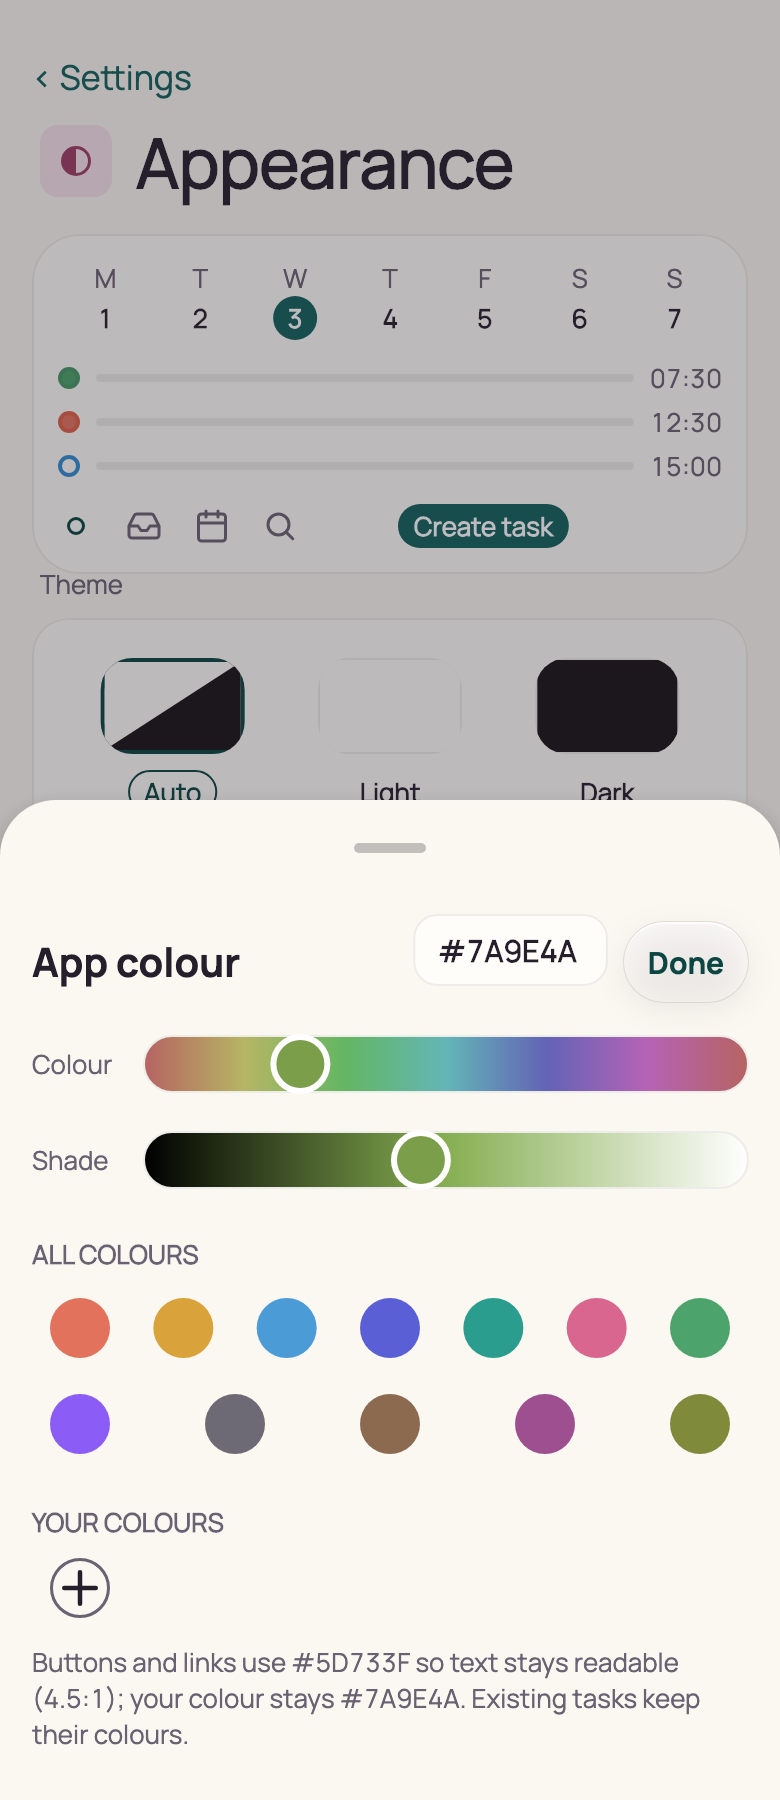 ‹ Settings
Appearance
M T W T F S S
1 2 3 4 5 6 7
07:30
12:30
15:00
Create task
Theme
Auto Light Dark
App colour #7A9E4A Done
Colour
Shade
ALL COLOURS
YOUR COLOURS
Buttons and links use #5D733F so text stays readable
(4.5:1); your colour stays #7A9E4A. Existing tasks keep
their colours.